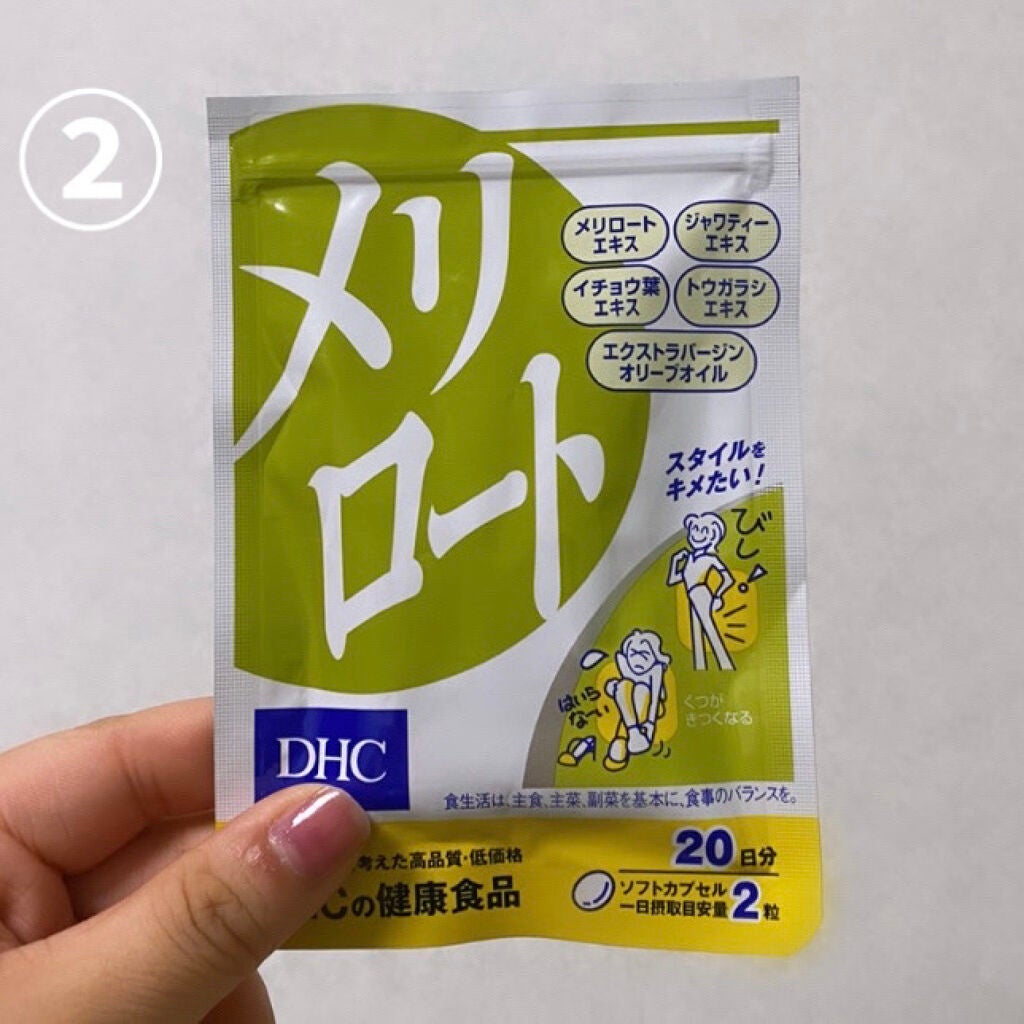 ②
メリ
ロート
メリロート
エキス
ジャワティー
エキス
イチョウ葉
エキス
トウガラシ
エキス
エクストラバージン
オリーブオイル
スタイルを
キメたい!
びしっ!
はいら
な~い
くつが
きつくなる
DHC
食生活は、主食、主菜、副菜を基本に、食事のバランスを。
考えた高品質・低価格
Cの健康食品
20日分
ソフトカプセル
一日摂取目安量2粒